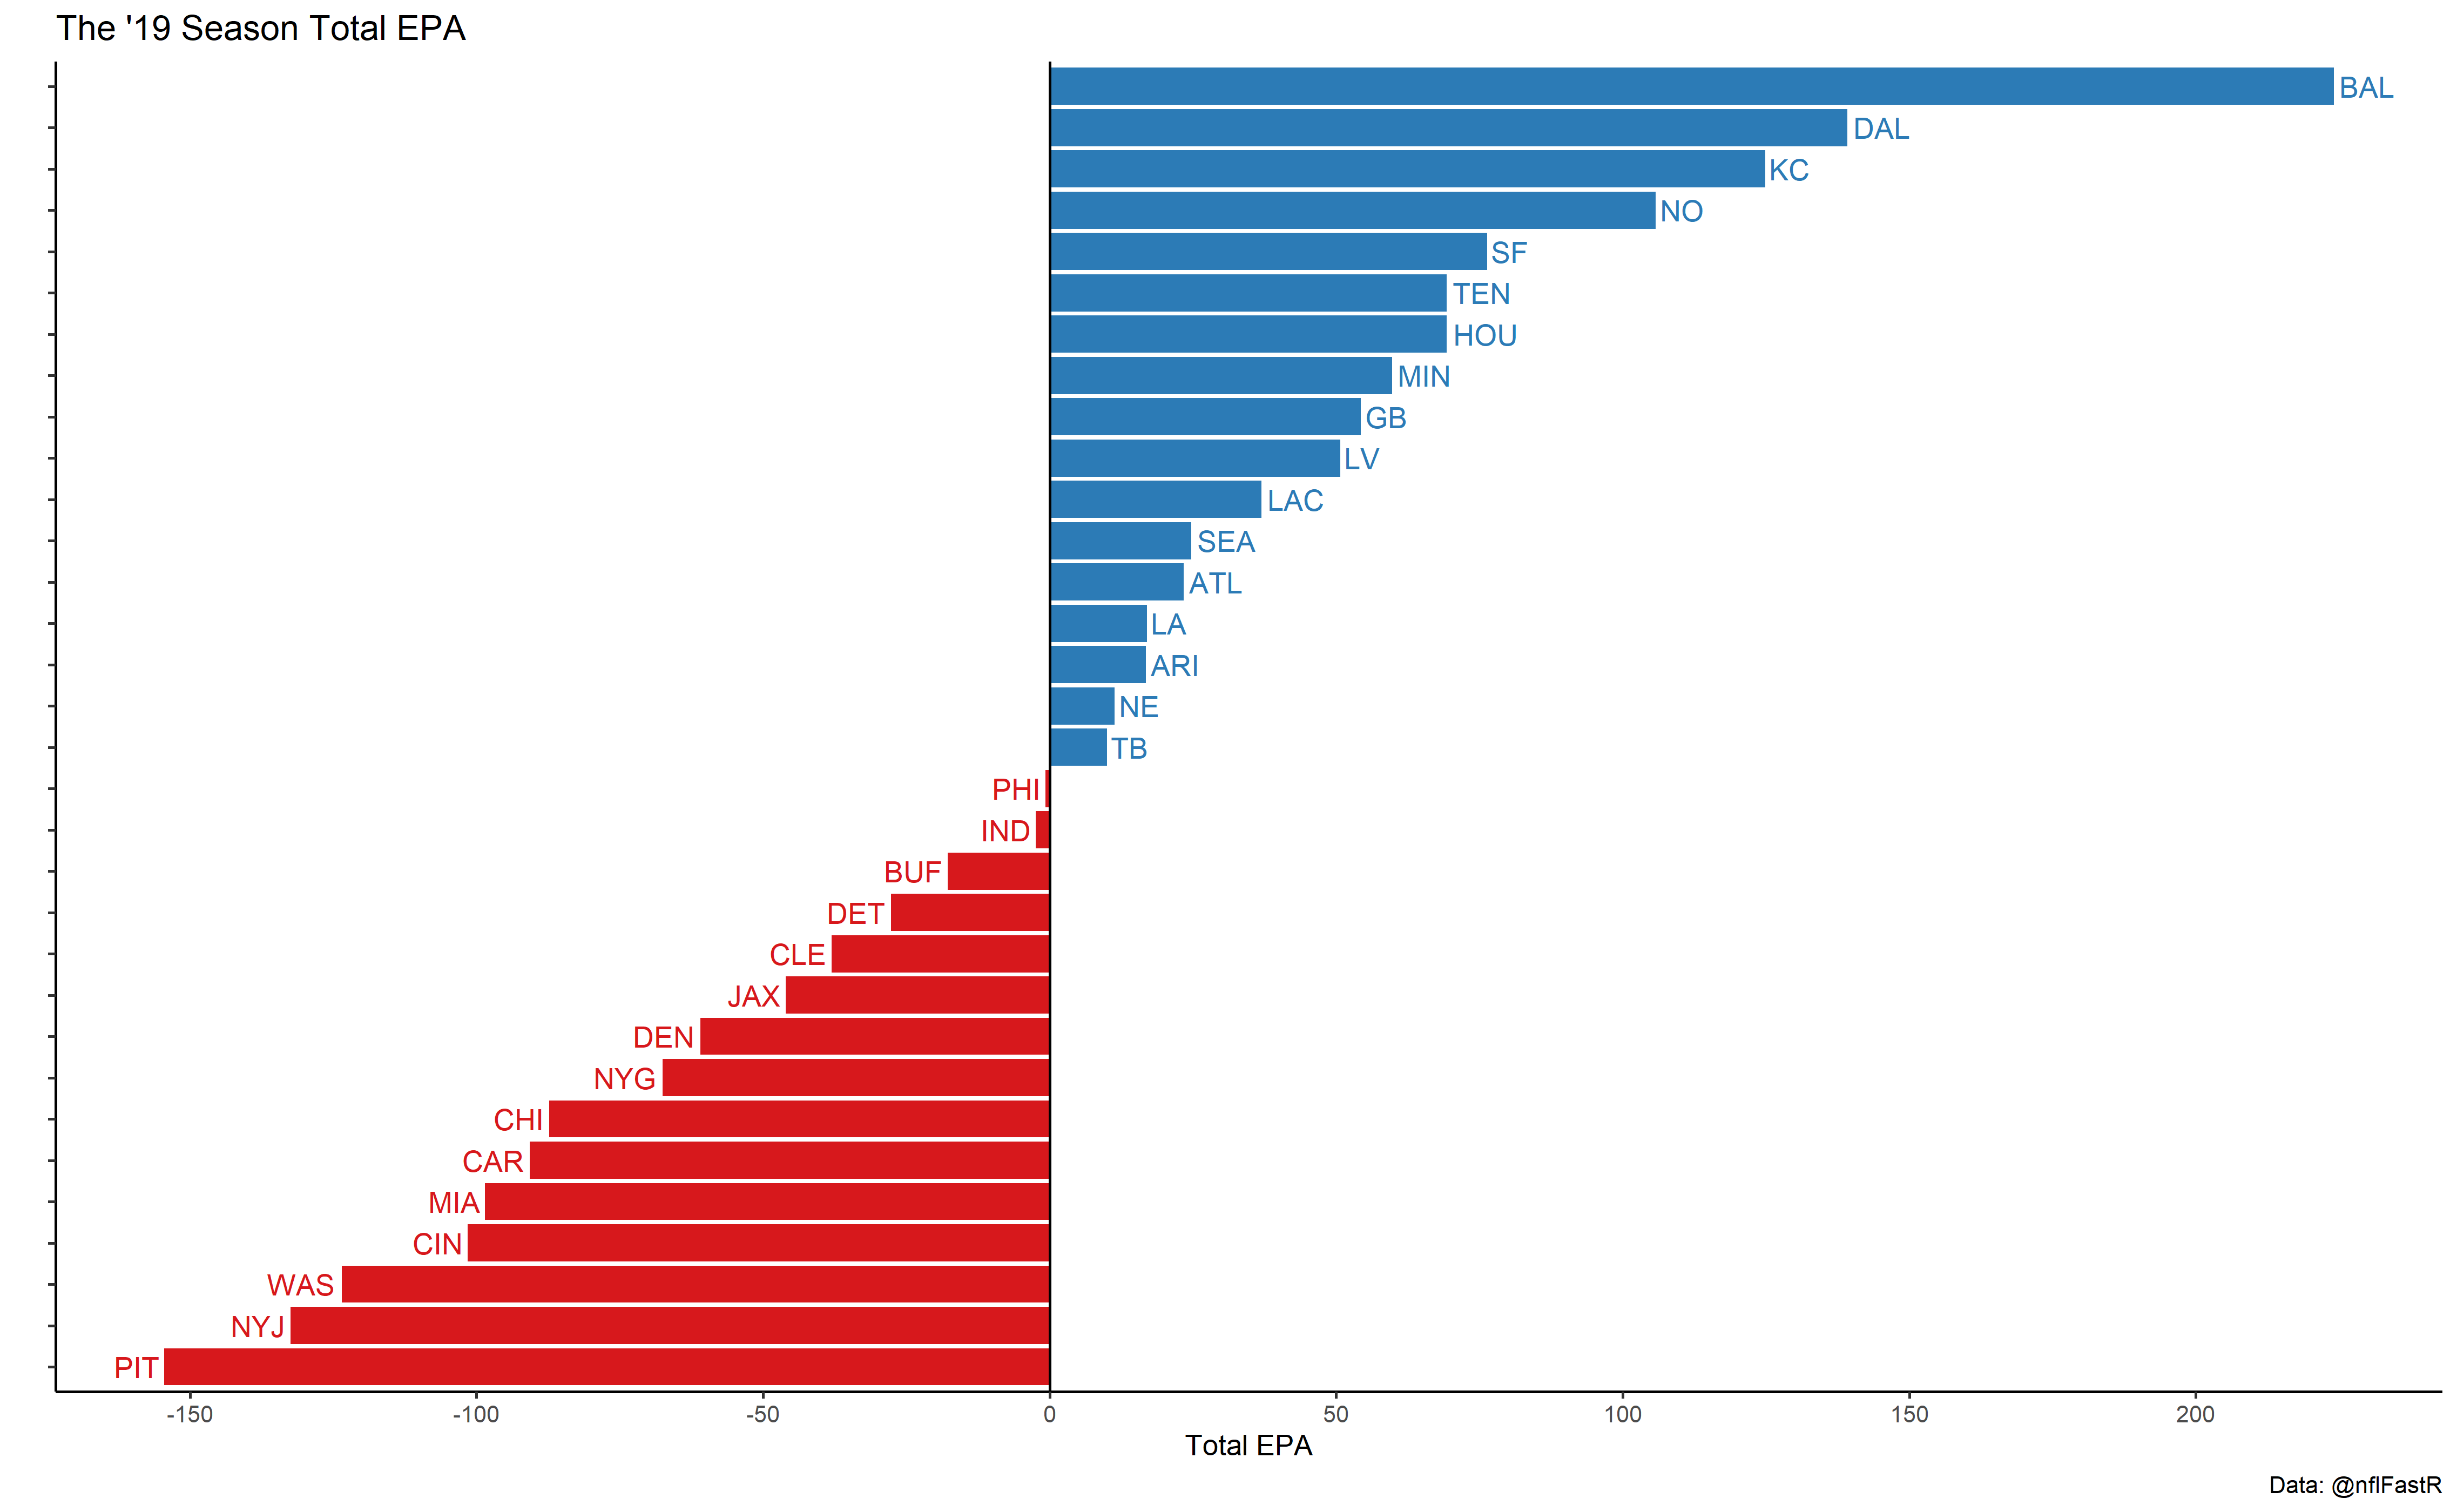 The '19 Season Total EPA
BAL
DAL
KC
NO
SF
TEN
HOU
MIN
GB
LV
LAC
SEA
ATL
LA
ARI
NE
TB
PHI
IND
BUF
DET
CLE
JAX
DEN
NYG
CHI
CAR
MIA
CIN
WAS
NYJ
PIT
-150 -100 -50 0 50 100 150 200
Total EPA
Data: @nflFastR